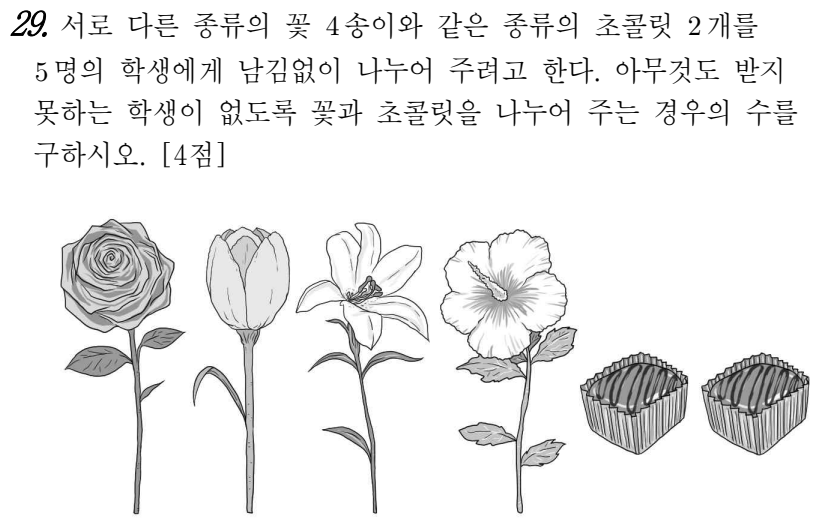 29. 서로 다른 종류의 꽃 4송이와 같은 종류의 초콜릿 2개를
5명의 학생에게 남김없이 나누어 주려고 한다. 아무것도 받지
못하는 학생이 없도록 꽃과 초콜릿을 나누어 주는 경우의 수를
구하시오. [4점]